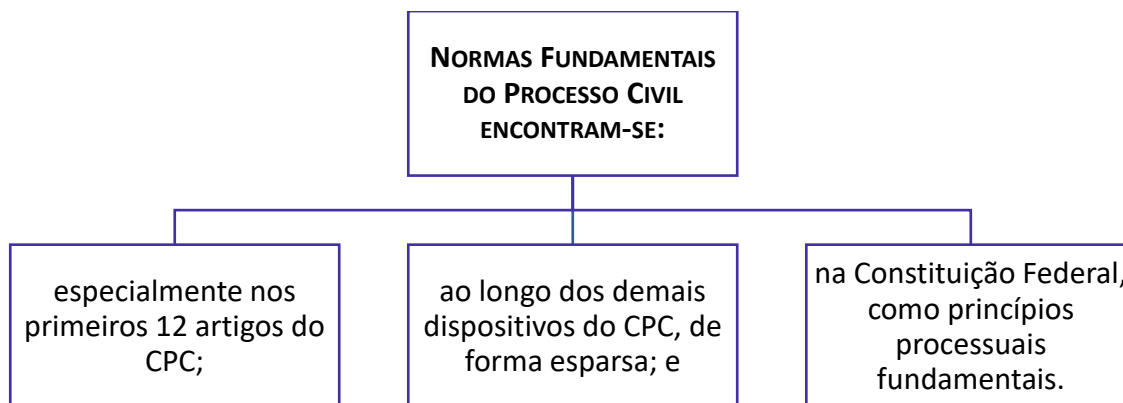 NORMAS FUNDAMENTAIS
DO PROCESSO CIVIL
ENCONTRAM-SE:
especialmente nos
primeiros 12 artigos do
CPC;
ao longo dos demais
dispositivos do CPC, de
forma esparsa; e
na Constituição Federal,
como princípios
processuais
fundamentais.